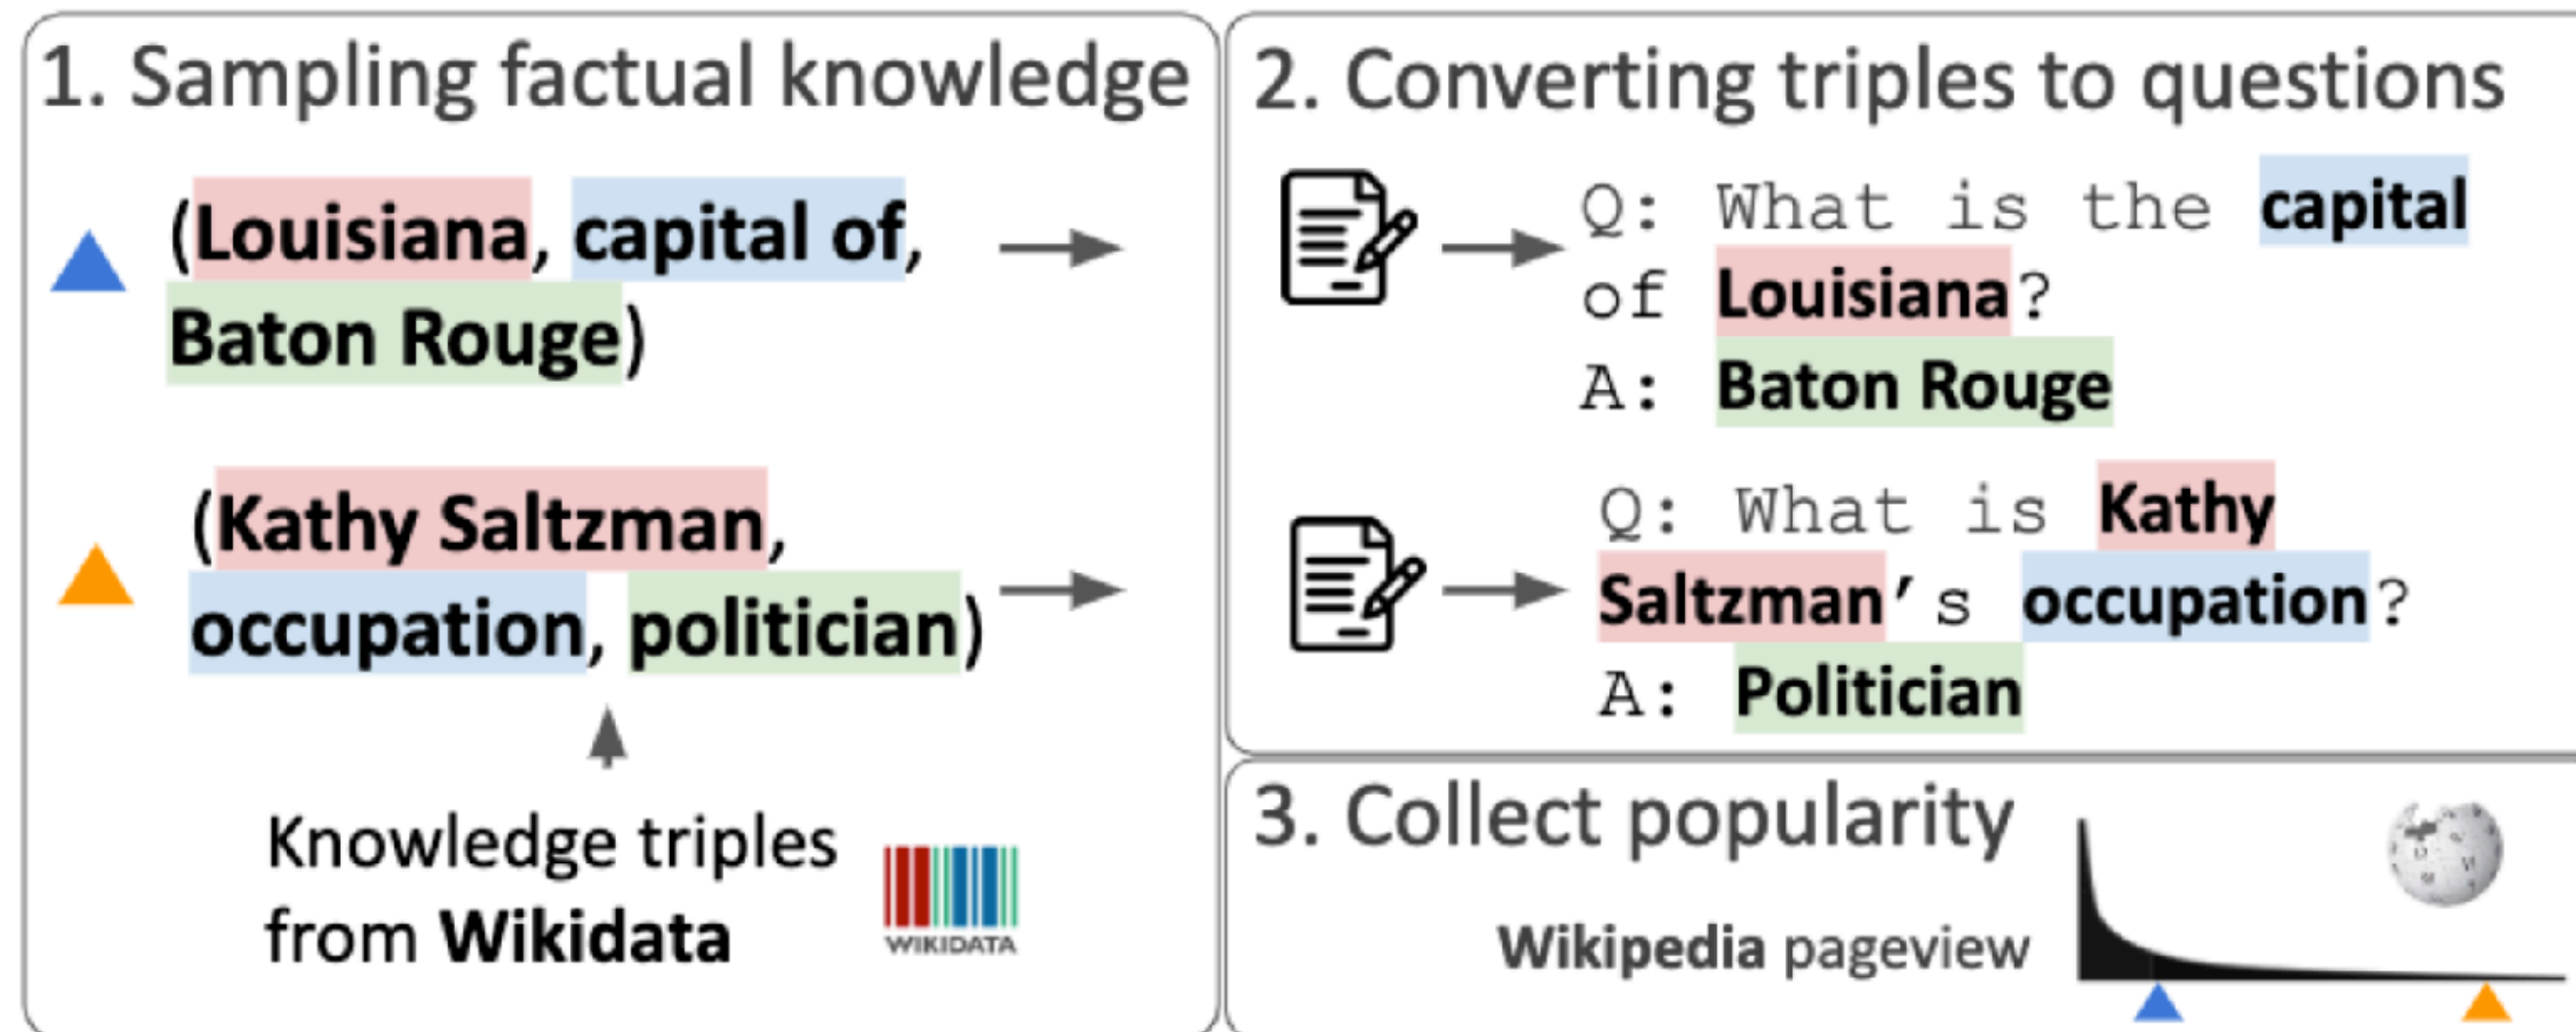 1. Sampling factual knowledge
(Louisiana, capital of,
Baton Rouge)
(Kathy Saltzman,
occupation, politician)
Knowledge triples
from Wikidata
WIKIDATA
2. Converting triples to questions
Q: What is the capital
of Louisiana?
A: Baton Rouge
Q: What is Kathy
Saltzman’s occupation?
A: Politician
3. Collect popularity
Wikipedia pageview